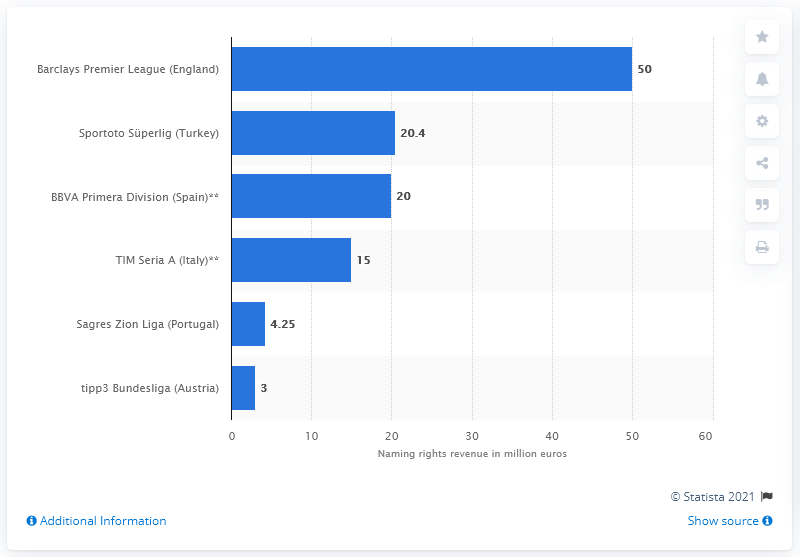 Barclays Premier League (England)
50
Sportoto Süperlig (Turkey)
20.4
BBVA Primera Division (Spain)**
20
TIM Seria A (Italy)**
15
Sagres Zion Liga (Portugal)
4.25
tipp3 Bundesliga (Austria)
3
0 10 20 30 40 50 60
Naming rights revenue in million euros
© Statista 2021
Additional Information
Show source